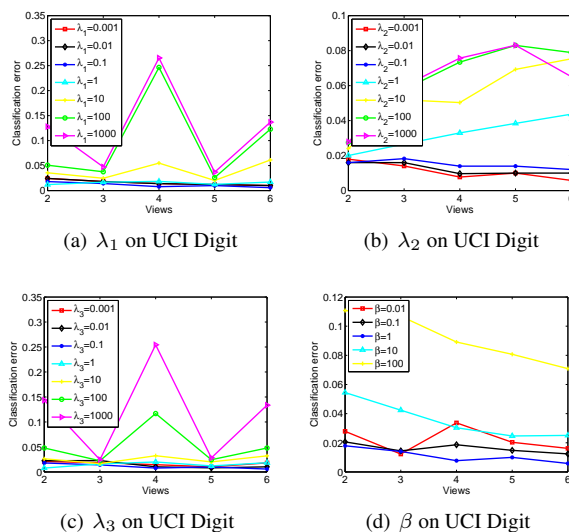 0.35
0.3
0.25
0.2
0.15
0.1
0.05
0
Classification error
λ1=0.001
λ1=0.01
λ1=0.1
λ1=1
λ1=10
λ1=100
λ1=1000
2 3 4 5 6
Views
(a) λ1 on UCI Digit
0.1
0.08
0.06
0.04
0.02
0
Classification error
λ2=0.001
λ2=0.01
λ2=0.1
λ2=1
λ2=10
λ2=100
λ2=1000
2 3 4 5 6
Views
(b) λ2 on UCI Digit
0.35
0.3
0.25
0.2
0.15
0.1
0.05
0
Classification error
λ3=0.001
λ3=0.01
λ3=0.1
λ3=1
λ3=10
λ3=100
λ3=1000
2 3 4 5 6
Views
(c) λ3 on UCI Digit
0.12
0.1
0.08
0.06
0.04
0.02
0
Classification error
β=0.01
β=0.1
β=1
β=10
β=100
2 3 4 5 6
Views
(d) β on UCI Digit